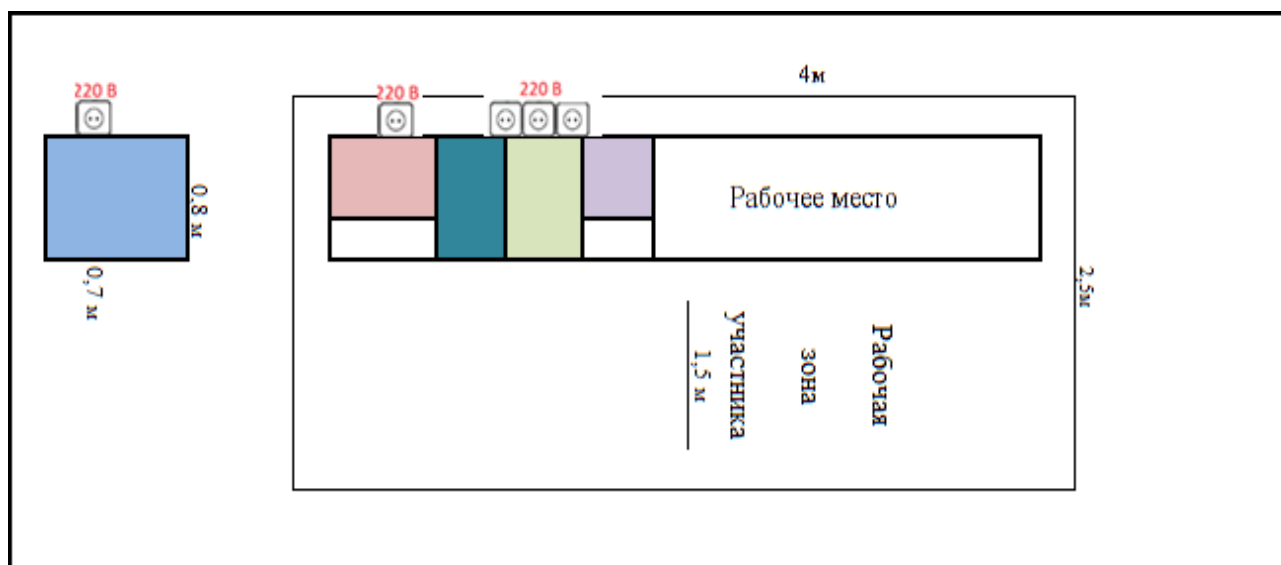 4м
220 В
220 В
220 В
0,8 м
Рабочее место
0,7 м
2,5м
Рабочая
зона
участника
1,5 м